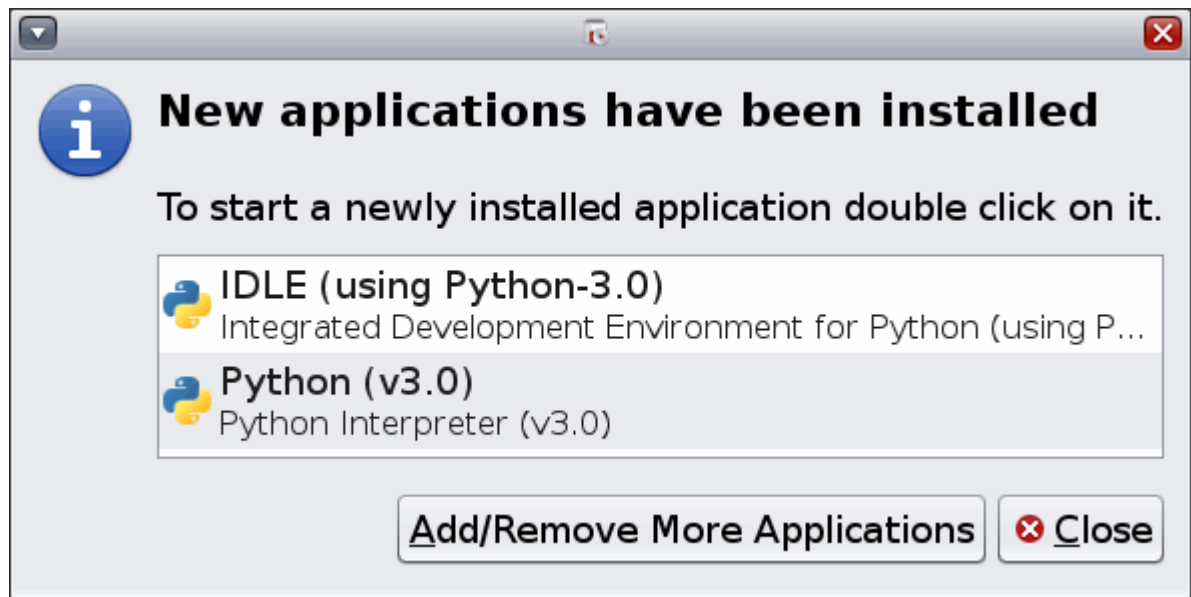 New applications have been installed
To start a newly installed application double click on it.
IDLE (using Python-3.0)
Integrated Development Environment for Python (using P...
Python (v3.0)
Python Interpreter (v3.0)
Add/Remove More Applications
Close